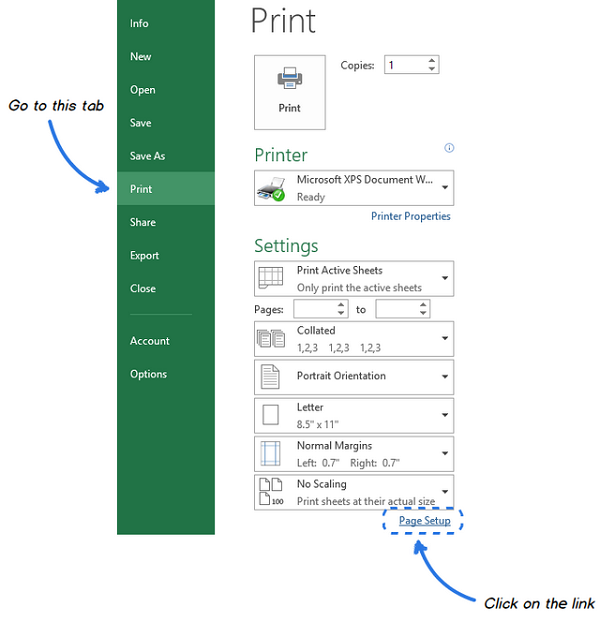 Go to this tab
Info
New
Open
Save
Save As
Print
Share
Export
Close
Account
Options
Print
Print
Copies: 1
Printer
Microsoft XPS Document W...
Ready
Printer Properties
Settings
Print Active Sheets
Only print the active sheets
Pages: to
Collated
1,2,3 1,2,3 1,2,3
Portrait Orientation
Letter
8.5" x 11"
Normal Margins
Left: 0.7" Right: 0.7"
No Scaling
100
Print sheets at their actual size
Page Setup
Click on the link